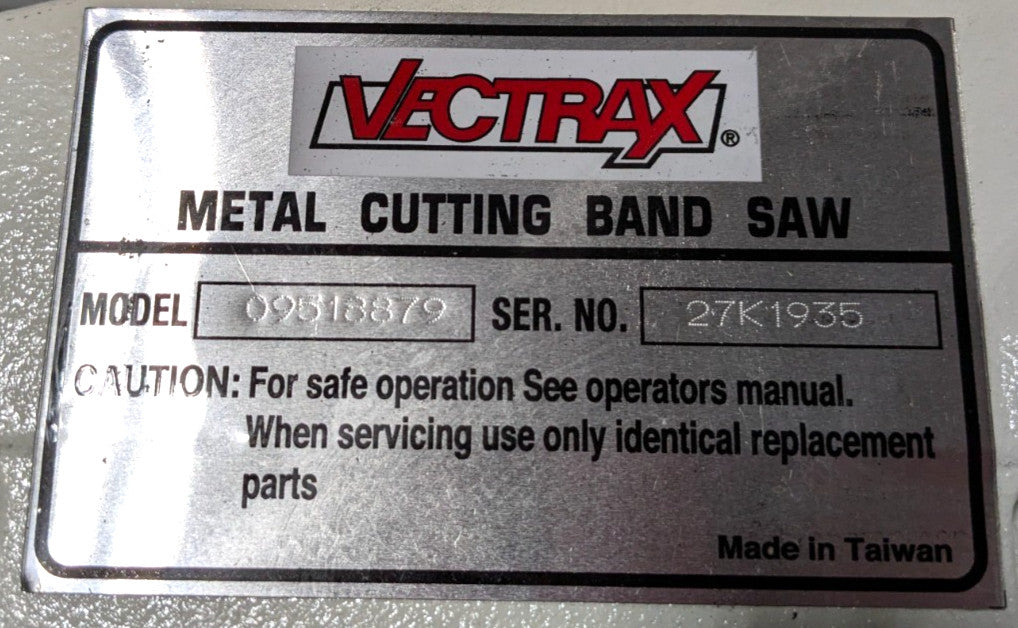 VECTRAX®
METAL CUTTING BAND SAW
MODEL 09518879 SER. NO. 27K1935
CAUTION: For safe operation See operators manual.
When servicing use only identical replacement
parts
Made in Taiwan